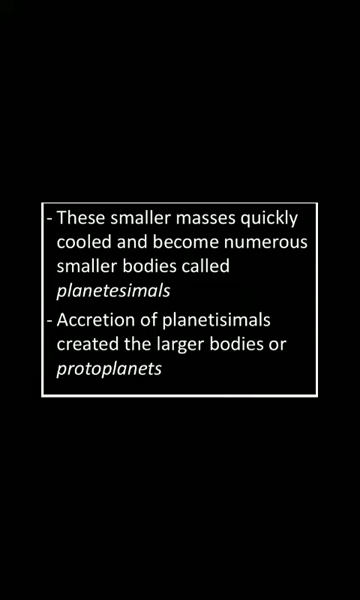 - These smaller masses quickly
cooled and become numerous
smaller bodies called
planetesimals
- Accretion of planetisimals
created the larger bodies or
protoplanets